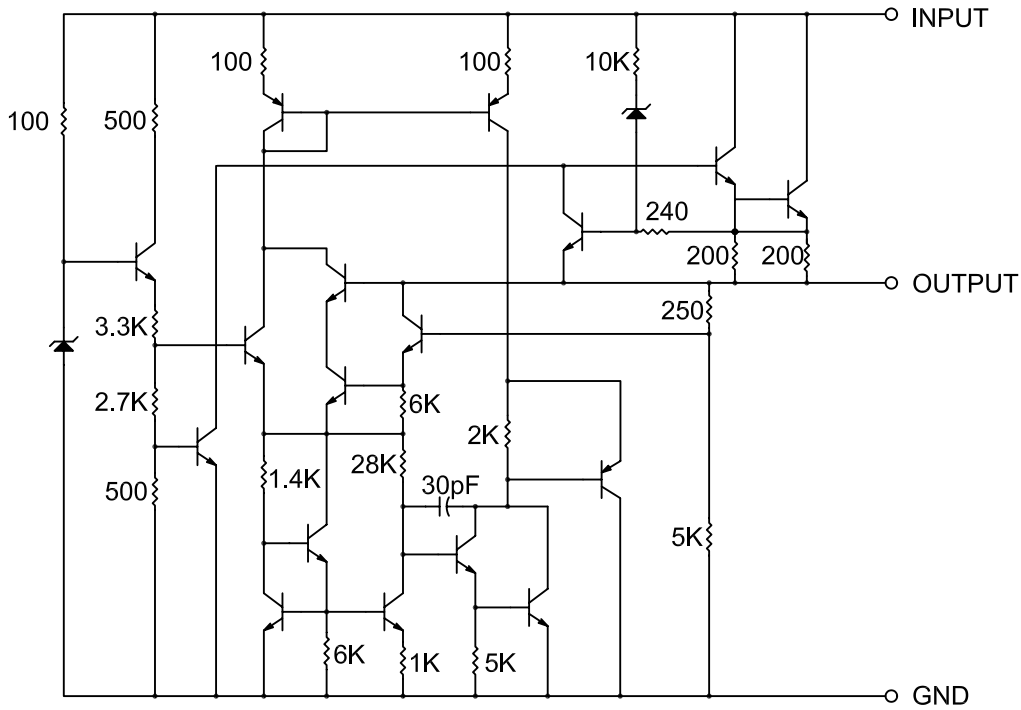 INPUT
100
100
10K
100
500
240
200
200
OUTPUT
250
3.3K
2.7K
6K
2K
1.4K
28K
30pF
500
5K
6K
1K
5K
GND